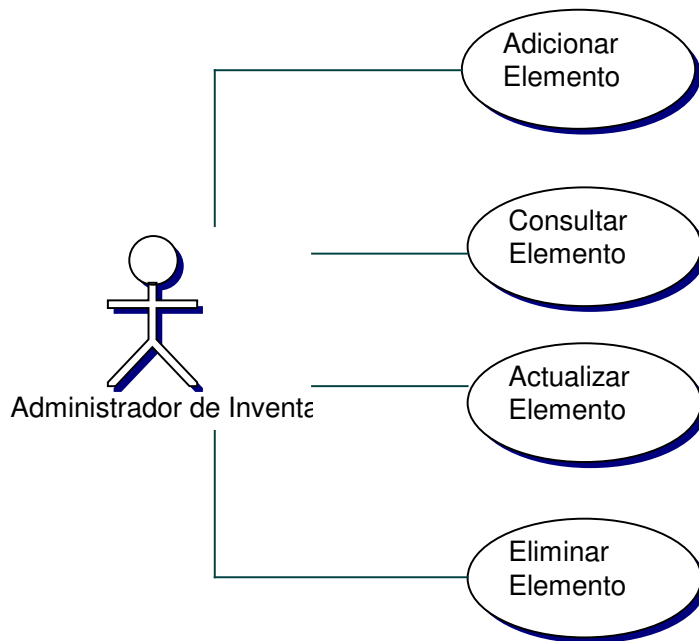 Adicionar
Elemento
Consultar
Elemento
Actualizar
Elemento
Administrador de Inventa
Eliminar
Elemento